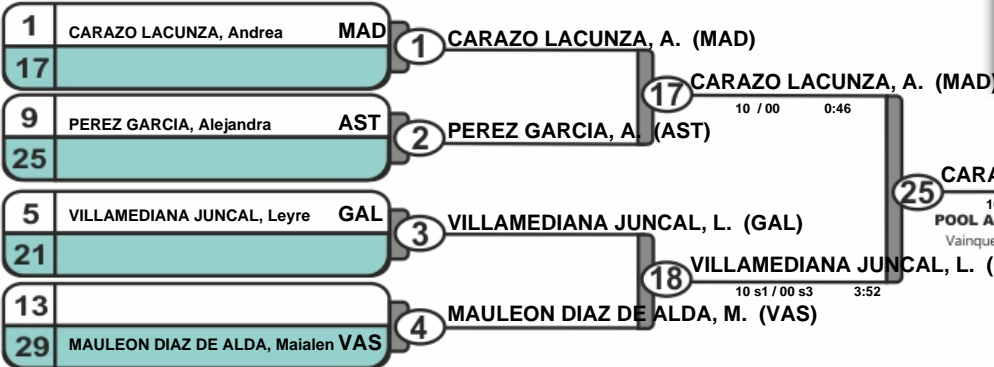 1 CARAZO LACUNZA, Andrea MAD
17
1 CARAZO LACUNZA, A. (MAD)
9 PEREZ GARCIA, Alejandra AST
25
2 PEREZ GARCIA, A. (AST)
17 CARAZO LACUNZA, A. (MAD)
10 / 00 0:46
5 VILLAMEDIANA JUNCAL, Leyre GAL
21
3 VILLAMEDIANA JUNCAL, L. (GAL)
13
29 MAULEON DIAZ DE ALDA, Maialen VAS
4 MAULEON DIAZ DE ALDA, M. (VAS)
18 VILLAMEDIANA JUNCAL, L. (
10 s1 / 00 s3 3:52
25
POOL A